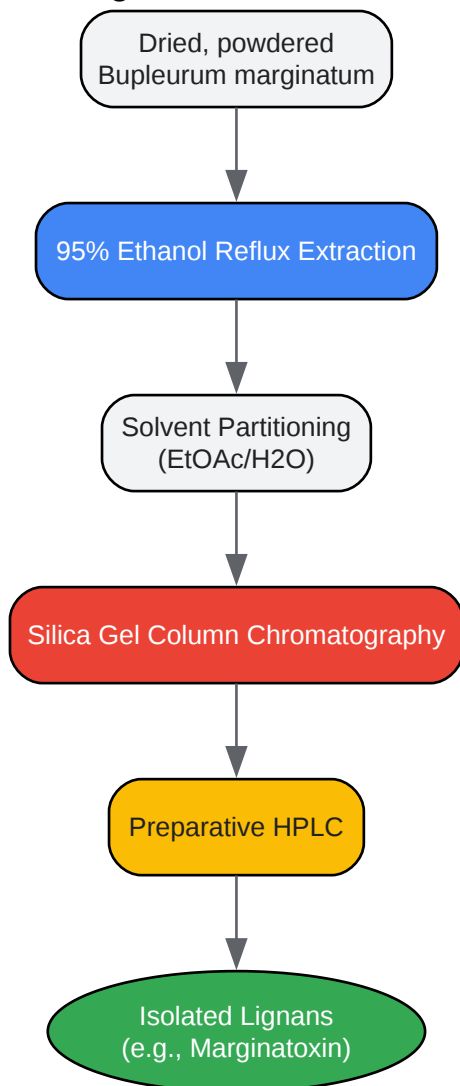 Dried, powdered
Bupleurum marginatum
95% Ethanol Reflux Extraction
Solvent Partitioning
(EtOAc/H2O)
Silica Gel Column Chromatography
Preparative HPLC
Isolated Lignans
(e.g., Marginatoxin)